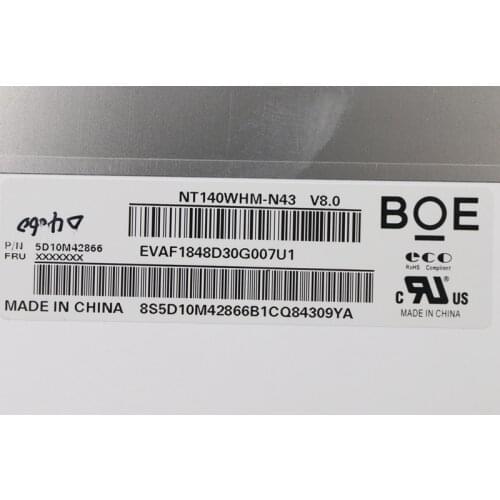 NT140WHM-N43 V8.0
BOE
P/N 5D10M42866
FRU XXXXXXX
EVAF1848D30G007U1
eco
RoHS Compliant
c RU US
MADE IN CHINA
MADE IN CHINA 8S5D10M42866B1CQ84309YA